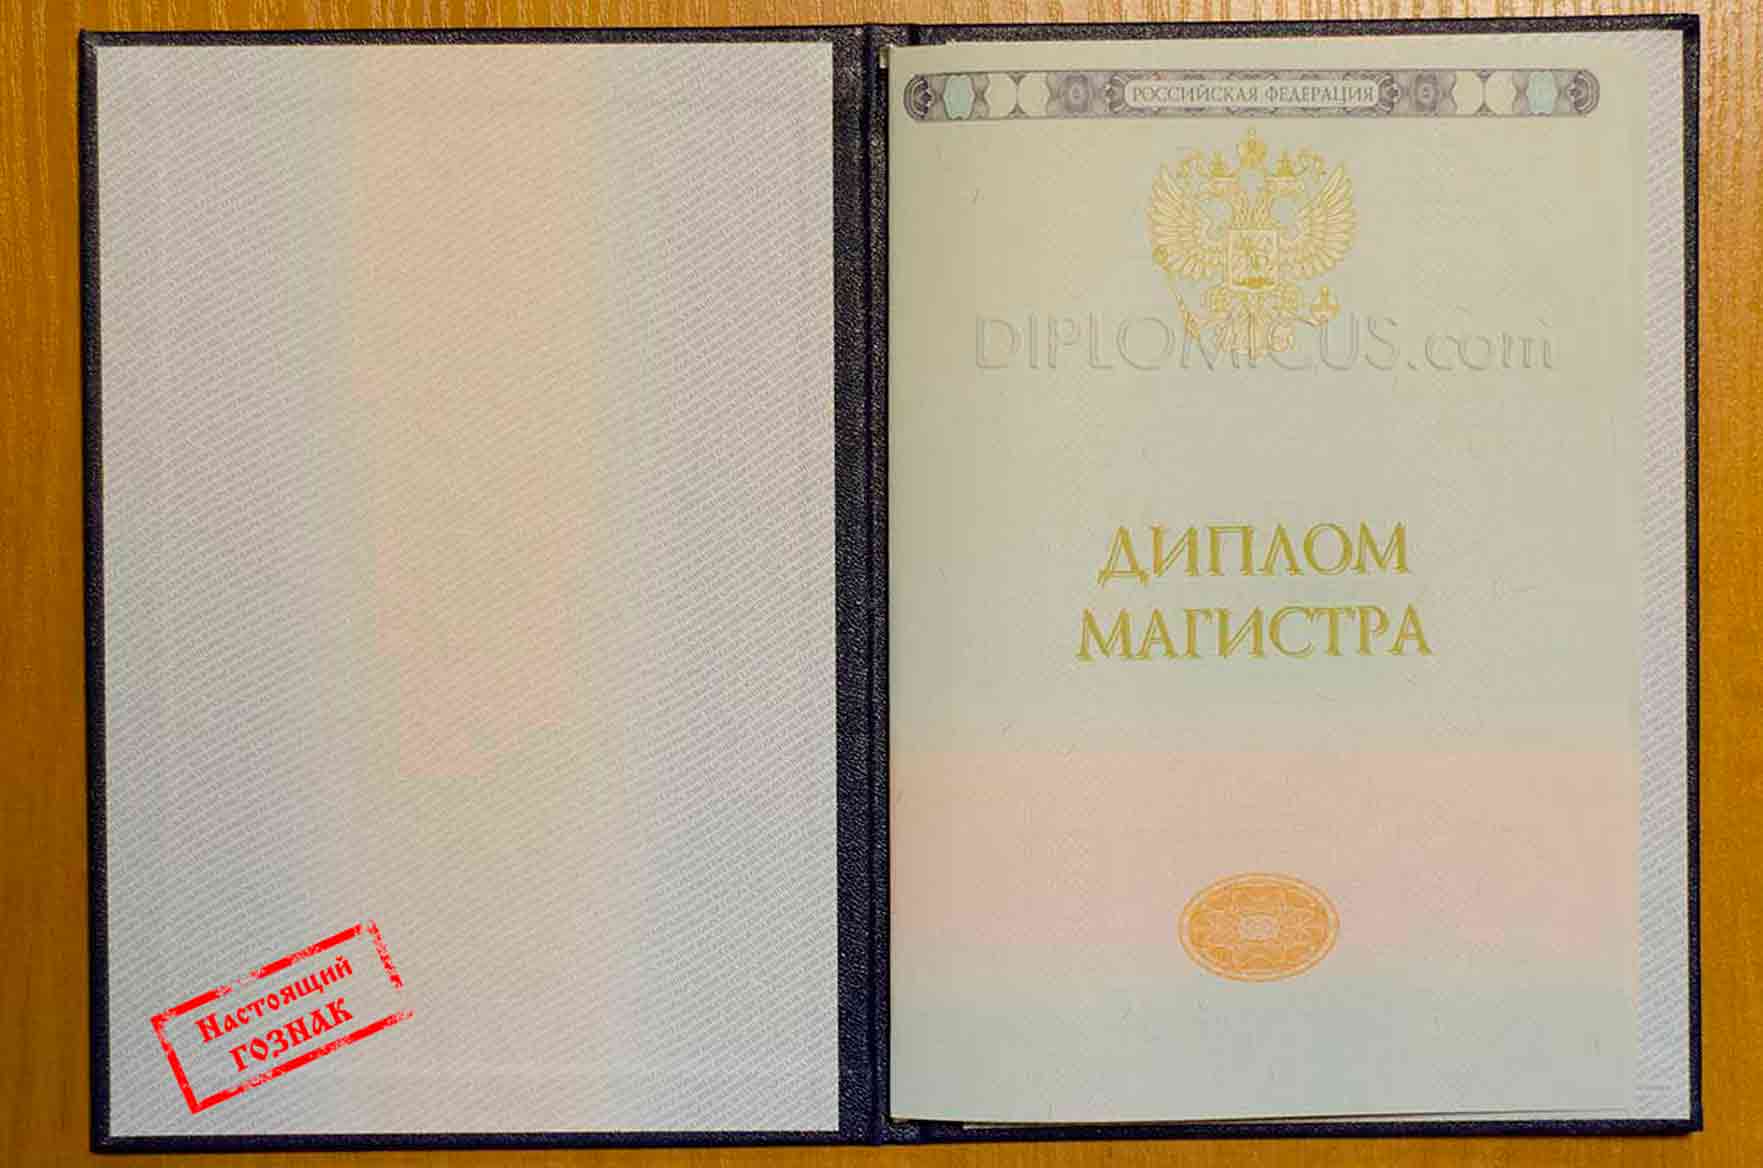 РОССИЙСКАЯ ФЕДЕРАЦИЯ
DIPLOMICUS.com
ДИПЛОМ
МАГИСТРА
Настоящий
ГОЗНАК